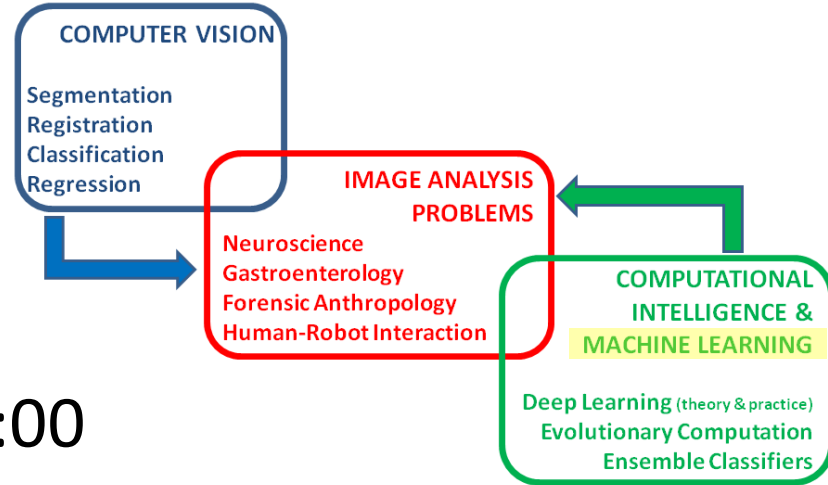 COMPUTER VISION
Segmentation
Registration
Classification
Regression
IMAGE ANALYSIS
PROBLEMS
Neuroscience
Gastroenterology
Forensic Anthropology
Human-Robot Interaction
COMPUTATIONAL
INTELLIGENCE &
MACHINE LEARNING
Deep Learning (theory & practice)
Evolutionary Computation
Ensemble Classifiers
:00